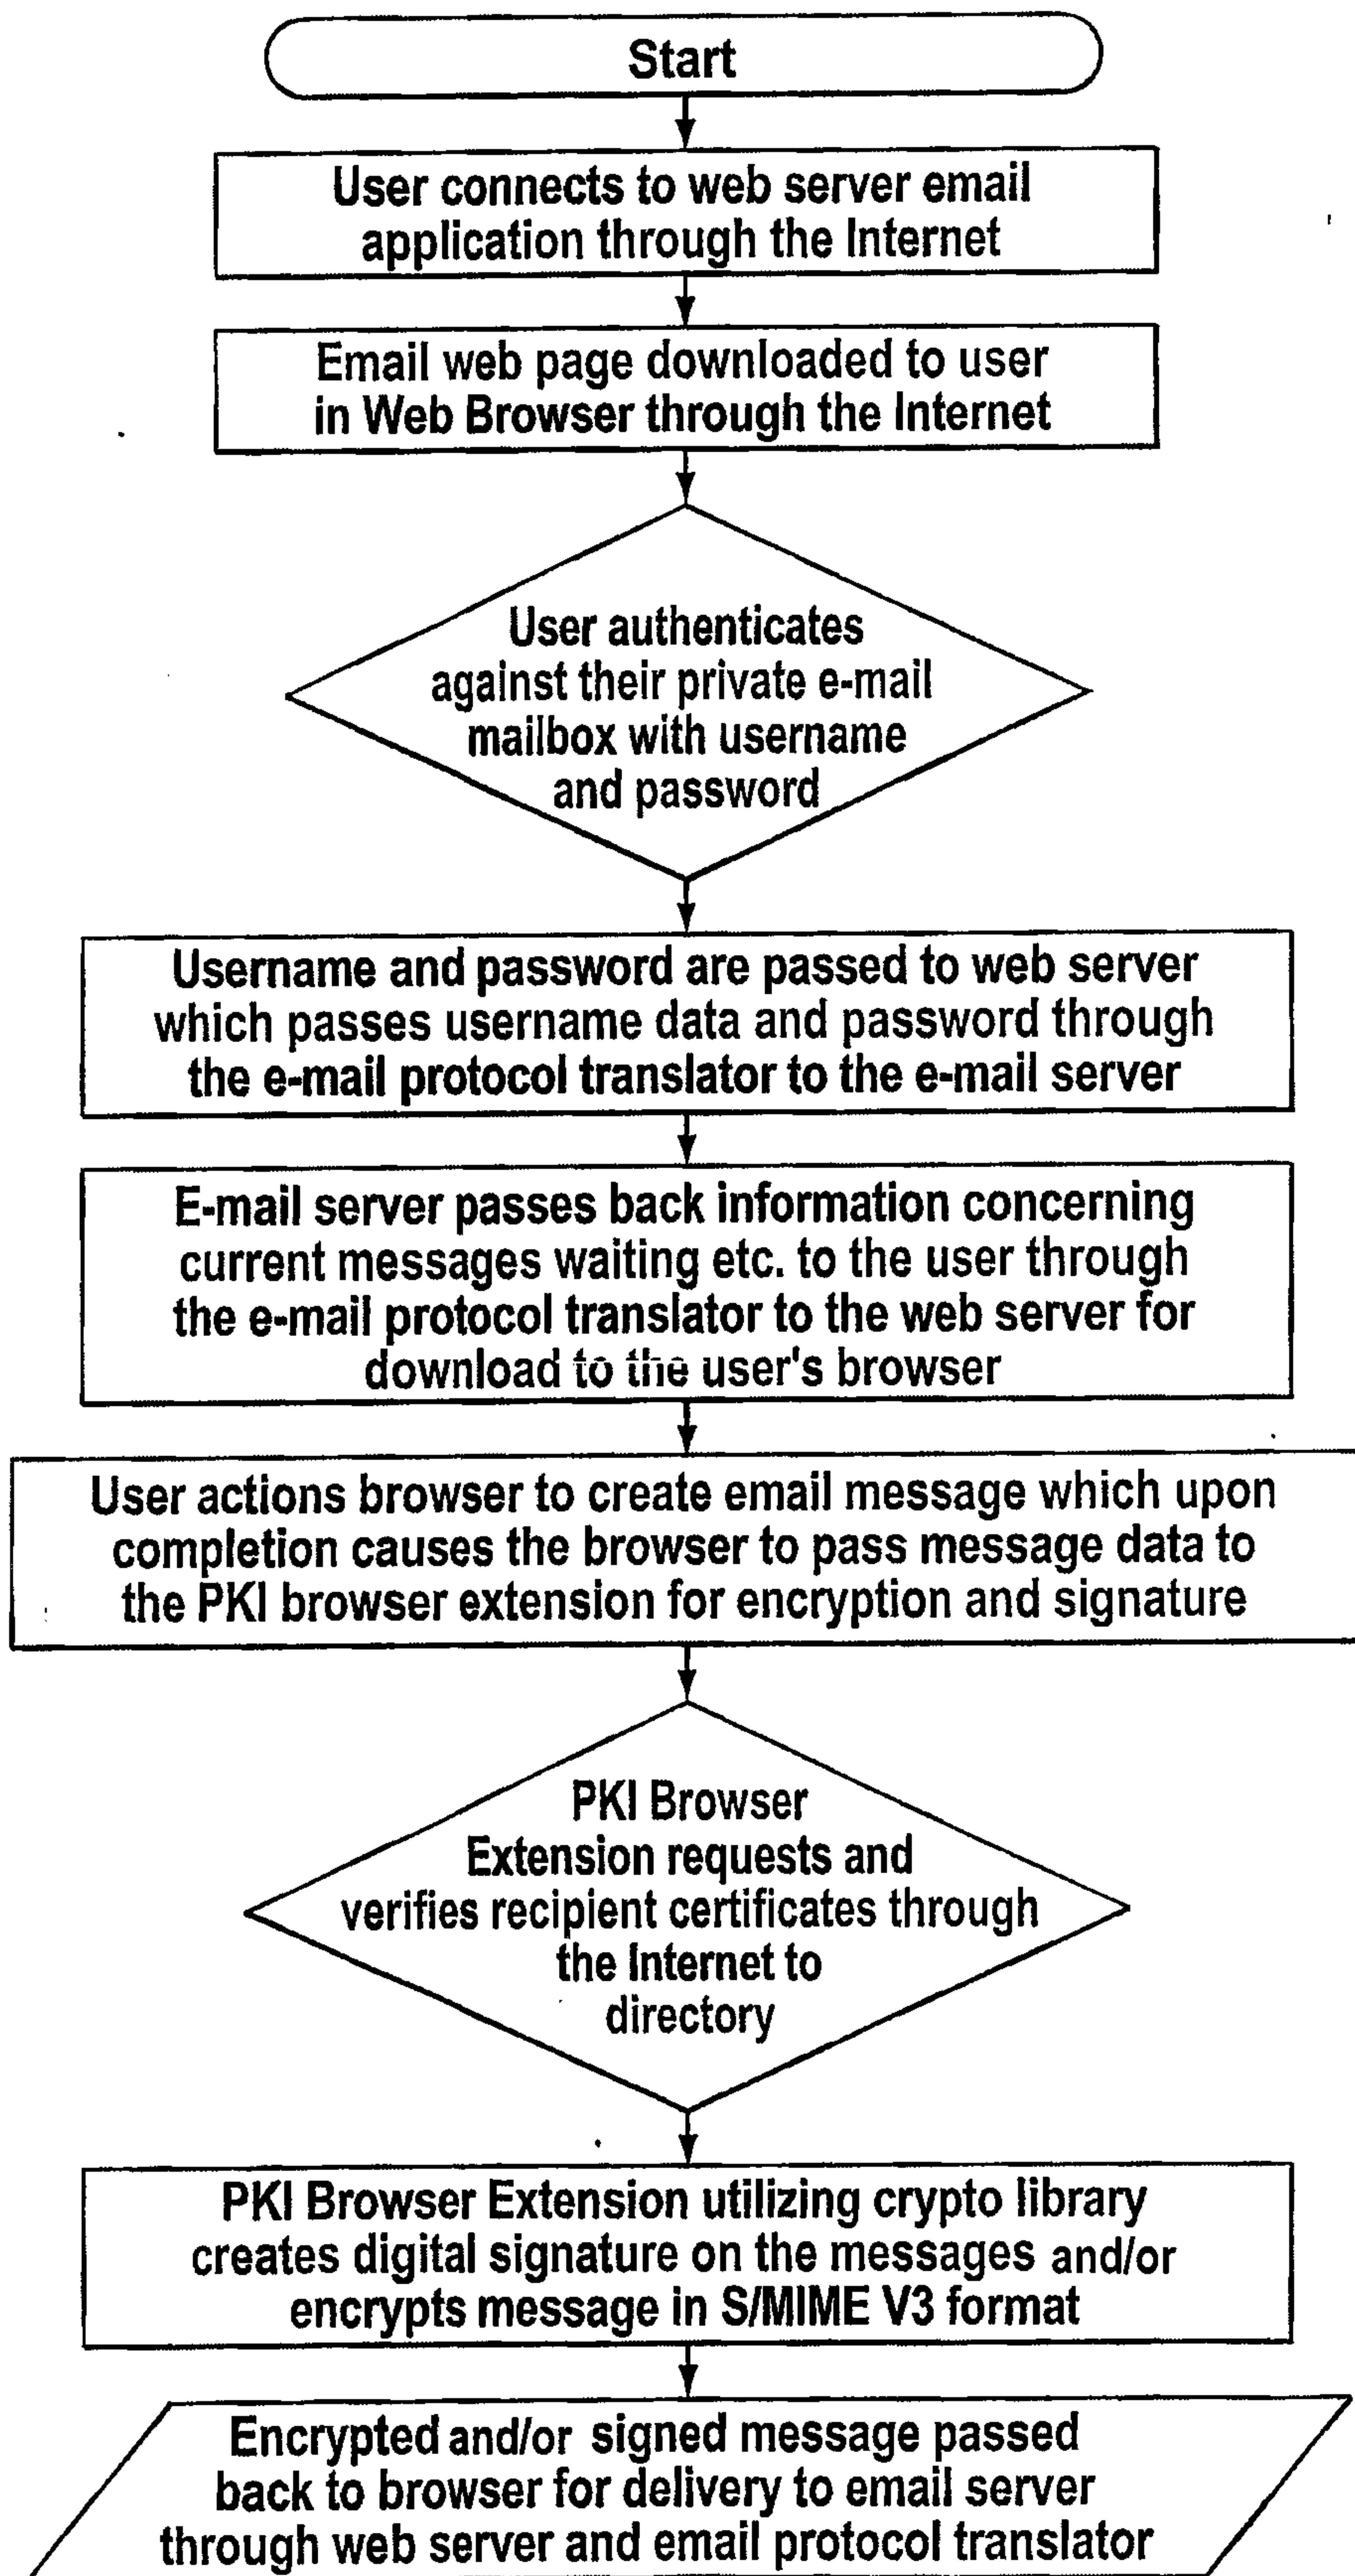 Start
User connects to web server email
application through the Internet
Email web page downloaded to user
in Web Browser through the Internet
User authenticates
against their private e-mail
mailbox with username
and password
Username and password are passed to web server
which passes username data and password through
the e-mail protocol translator to the e-mail server
E-mail server passes back information concerning
current messages waiting etc. to the user through
the e-mail protocol translator to the web server for
download to the user's browser
User actions browser to create email message which upon
completion causes the browser to pass message data to
the PKI browser extension for encryption and signature
PKI Browser
Extension requests and
verifies recipient certificates through
the Internet to
directory
PKI Browser Extension utilizing crypto library
creates digital signature on the messages and/or
encrypts message in S/MIME V3 format
Encrypted and/or signed message passed
back to browser for delivery to email server
through web server and email protocol translator